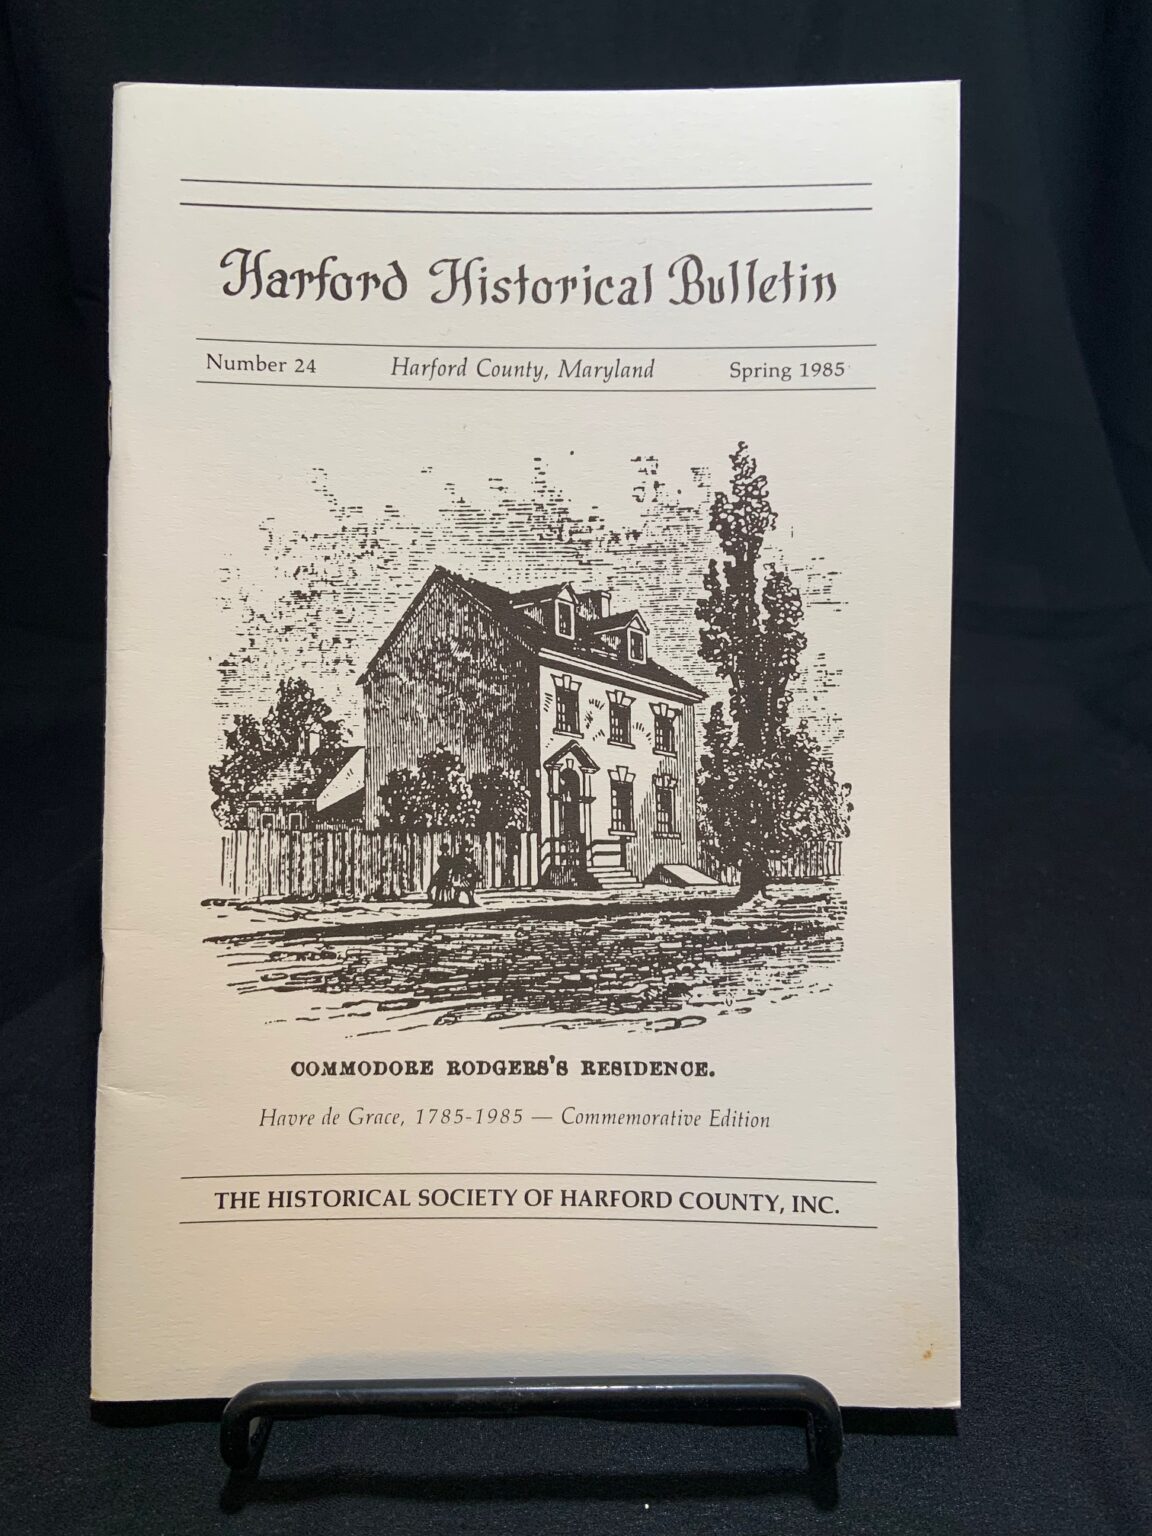 Harford Historical Bulletin
Number 24 Harford County, Maryland Spring 1985
COMMODORE RODGERS'S RESIDENCE.
Havre de Grace, 1785-1985 — Commemorative Edition
THE HISTORICAL SOCIETY OF HARFORD COUNTY, INC.